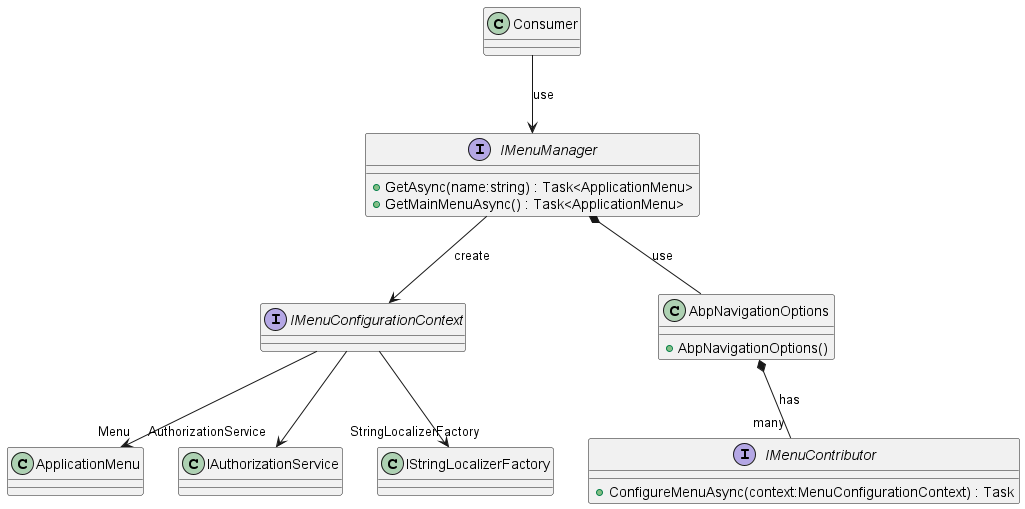 C Consumer
use
I IMenuManager
GetAsync(name:string) : Task<ApplicationMenu>
GetMainMenuAsync() : Task<ApplicationMenu>
create
use
I IMenuConfigurationContext
C AbpNavigationOptions
AbpNavigationOptions()
has
Menu
AuthorizationService
StringLocalizerFactory
many
C ApplicationMenu
C IAuthorizationService
C IStringLocalizerFactory
I IMenuContributor
ConfigureMenuAsync(context:MenuConfigurationContext) : Task